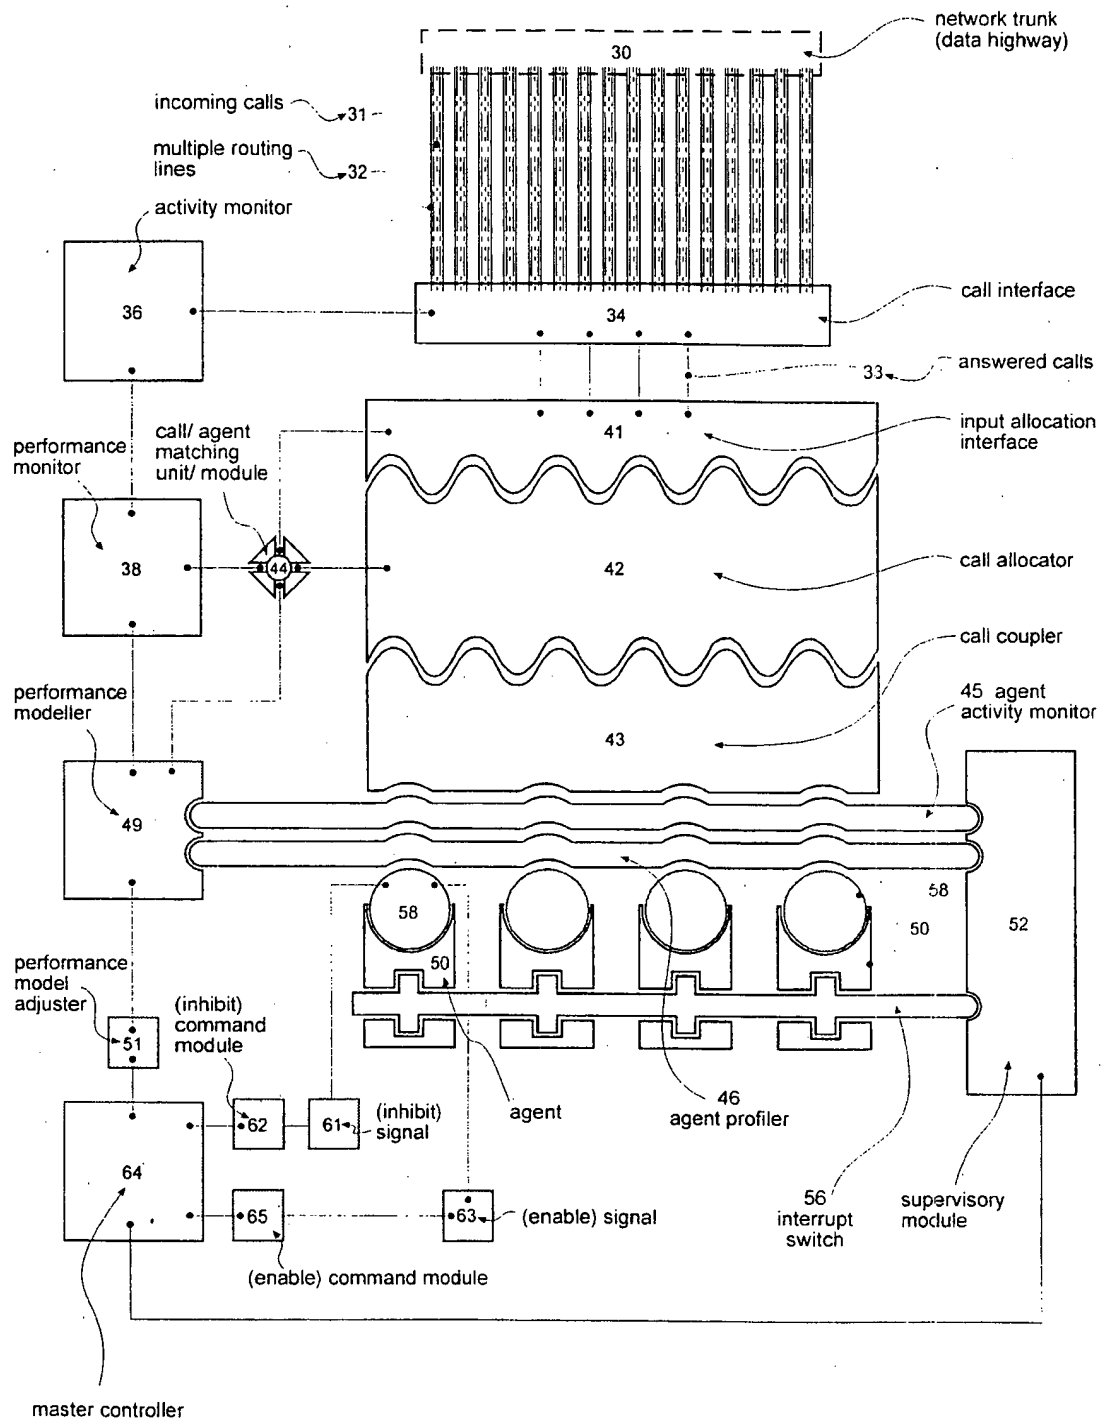 network trunk
(data highway)
30
incoming calls
31
multiple routing
lines
32
activity monitor
36
34
call interface
33
answered calls
41
input allocation
interface
performance
monitor
call/ agent
matching
unit/ module
38
44
42
call allocator
call coupler
performance
modeller
43
45 agent
activity monitor
49
58
58
50
50
52
performance
model
adjuster
(inhibit)
command
module
51
62
61
(inhibit)
signal
agent
46
agent profiler
64
65
63
(enable) signal
56
interrupt
switch
supervisory
module
(enable) command module
master controller